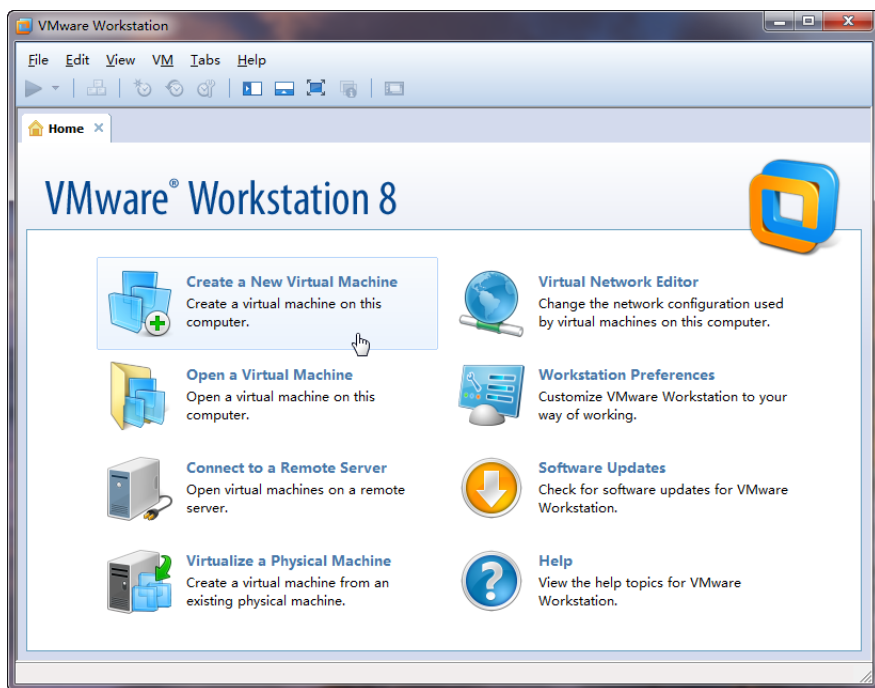 VMware Workstation
File Edit View VM Tabs Help
Home
VMware® Workstation 8
Create a New Virtual Machine
Create a virtual machine on this
computer.
Open a Virtual Machine
Open a virtual machine on this
computer.
Connect to a Remote Server
Open virtual machines on a remote
server.
Virtualize a Physical Machine
Create a virtual machine from an
existing physical machine.
Virtual Network Editor
Change the network configuration used
by virtual machines on this computer.
Workstation Preferences
Customize VMware Workstation to your
way of working.
Software Updates
Check for software updates for VMware
Workstation.
Help
View the help topics for VMware
Workstation.